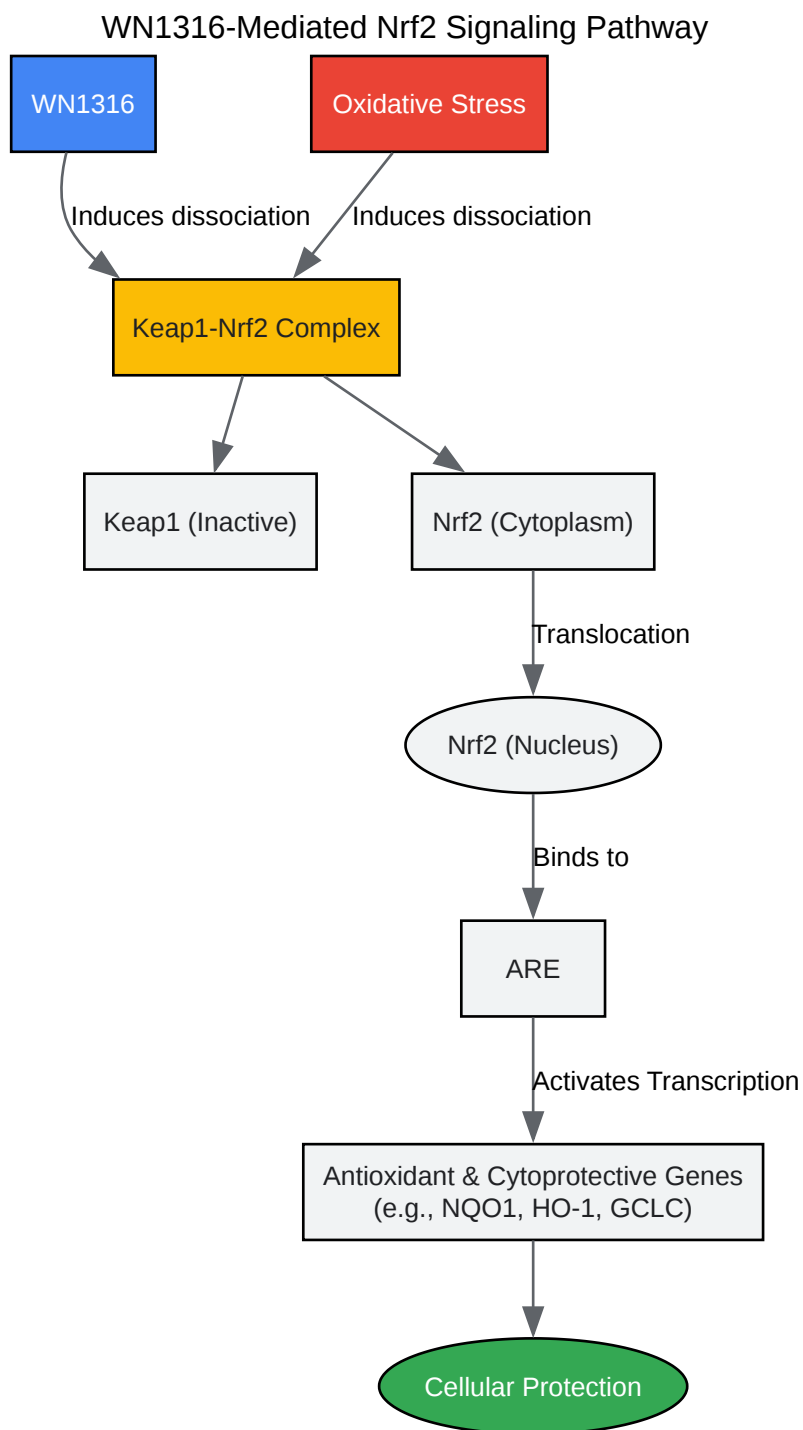 WN1316-Mediated Nrf2 Signaling Pathway
WN1316
Oxidative Stress
Induces dissociation
Induces dissociation
Keap1-Nrf2 Complex
Keap1 (Inactive)
Nrf2 (Cytoplasm)
Translocation
Nrf2 (Nucleus)
Binds to
ARE
Activates Transcription
Antioxidant & Cytoprotective Genes
(e.g., NQO1, HO-1, GCLC)
Cellular Protection